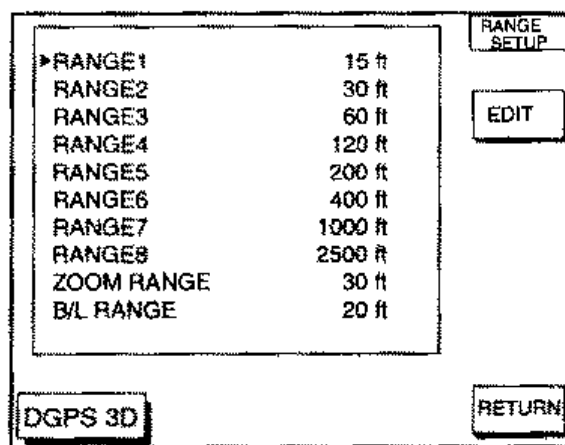 RANGE
SETUP
▶RANGE1 15 ft
RANGE2 30 ft
RANGE3 60 ft
RANGE4 120 ft
RANGE5 200 ft
RANGE6 400 ft
RANGE7 1000 ft
RANGE8 2500 ft
ZOOM RANGE 30 ft
B/L RANGE 20 ft
EDIT
DGPS 3D
RETURN